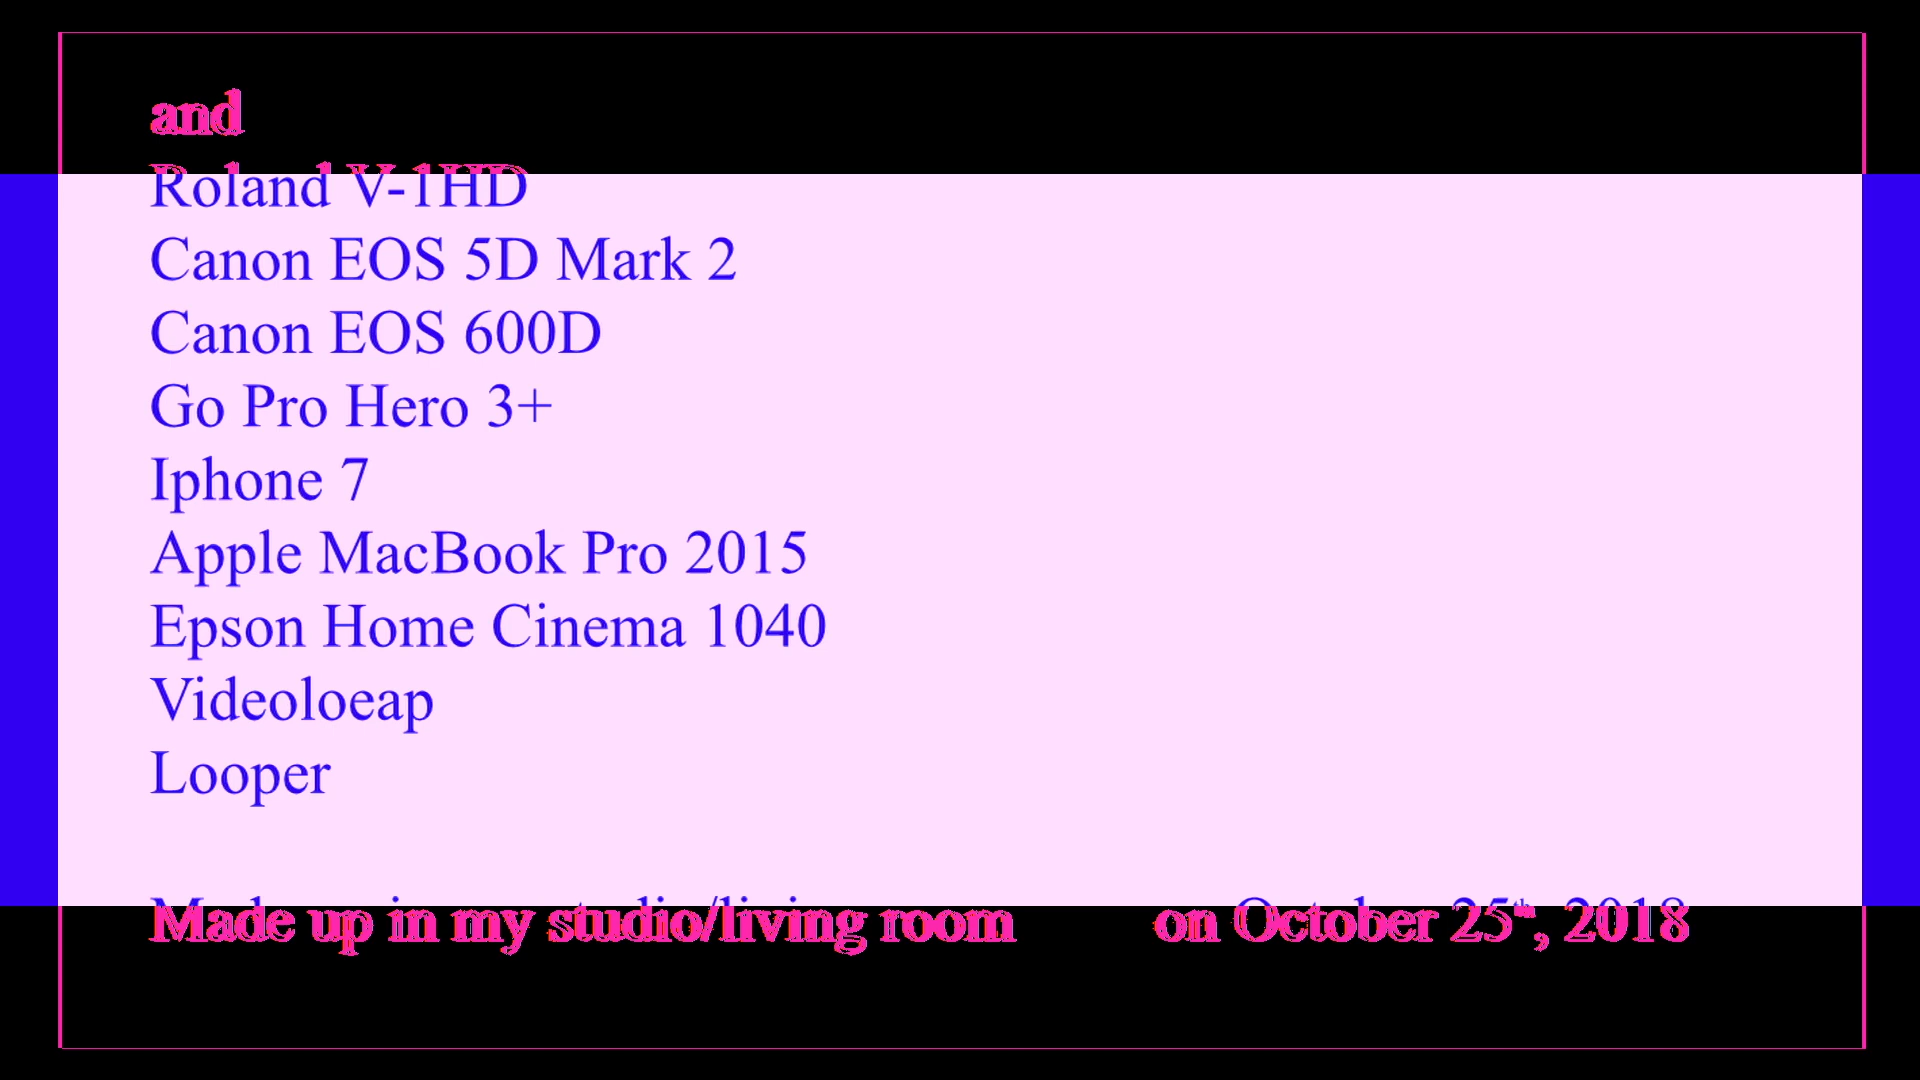 and
Roland V-1HD
Canon EOS 5D Mark 2
Canon EOS 600D
Go Pro Hero 3+
Iphone 7
Apple MacBook Pro 2015
Epson Home Cinema 1040
Videoloeap
Looper
Made up in my studio/living room on October 25th, 2018